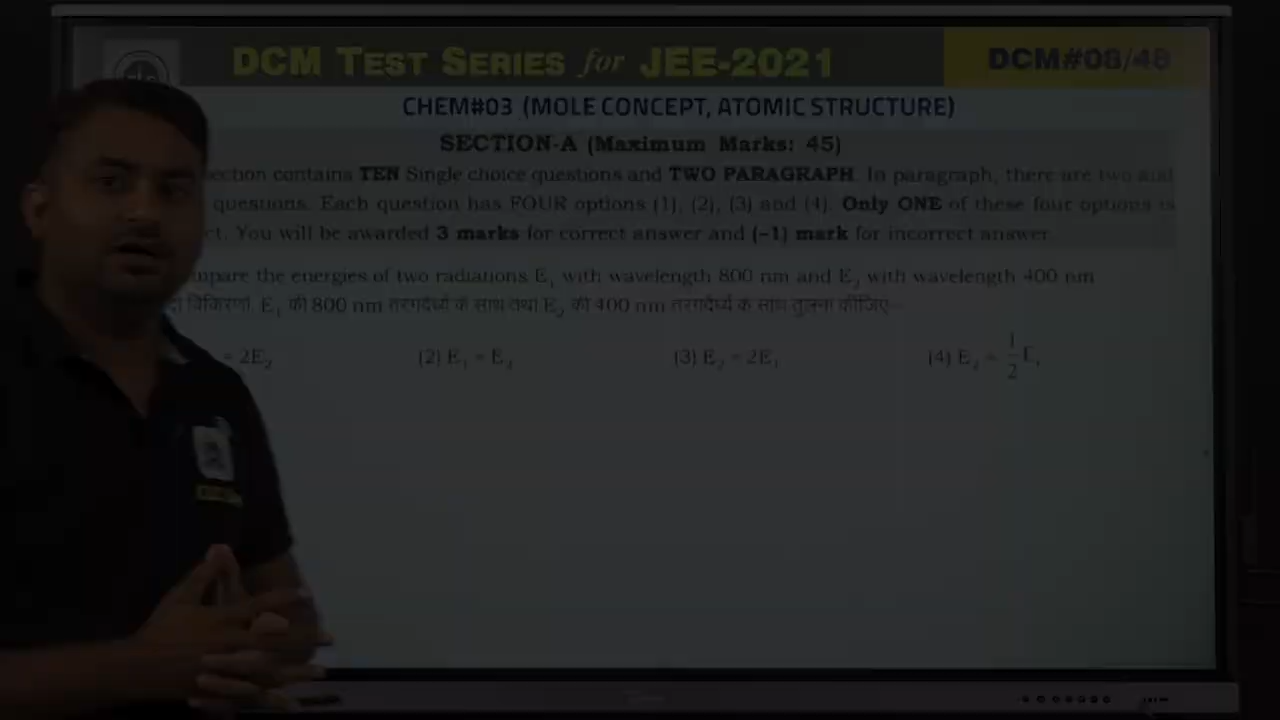 DCM TEST SERIES for JEE-2021 DCM#08/48
CHEM#03 (MOLE CONCEPT, ATOMIC STRUCTURE)
SECTION-A (Maximum Marks: 45)
ection contains TEN Single choice questions and TWO PARAGRAPH. In paragraph, there are two
questions. Each question has FOUR options (1), (2), (3) and (4). Only ONE of these four options is
ct. You will be awarded 3 marks for correct answer and (–1) mark for incorrect answer.
mpare the energies of two radiations E₁ with wavelength 800 nm and E₂ with wavelength 400 nm
विकिरणों, E₁ की 800 nm तरंगदैर्ध्य के साथ तथा E₂ की 400 nm तरंगदैर्ध्य के साथ तुलना कीजिए-
= 2E₂ (2) E₁ = E₂ (3) E₂ = 2E₁ (4) E₂ = 1/2 E₁